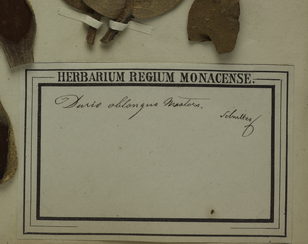 HERBARIUM REGIUM MONACENSE.
Durio oblongus Masters.